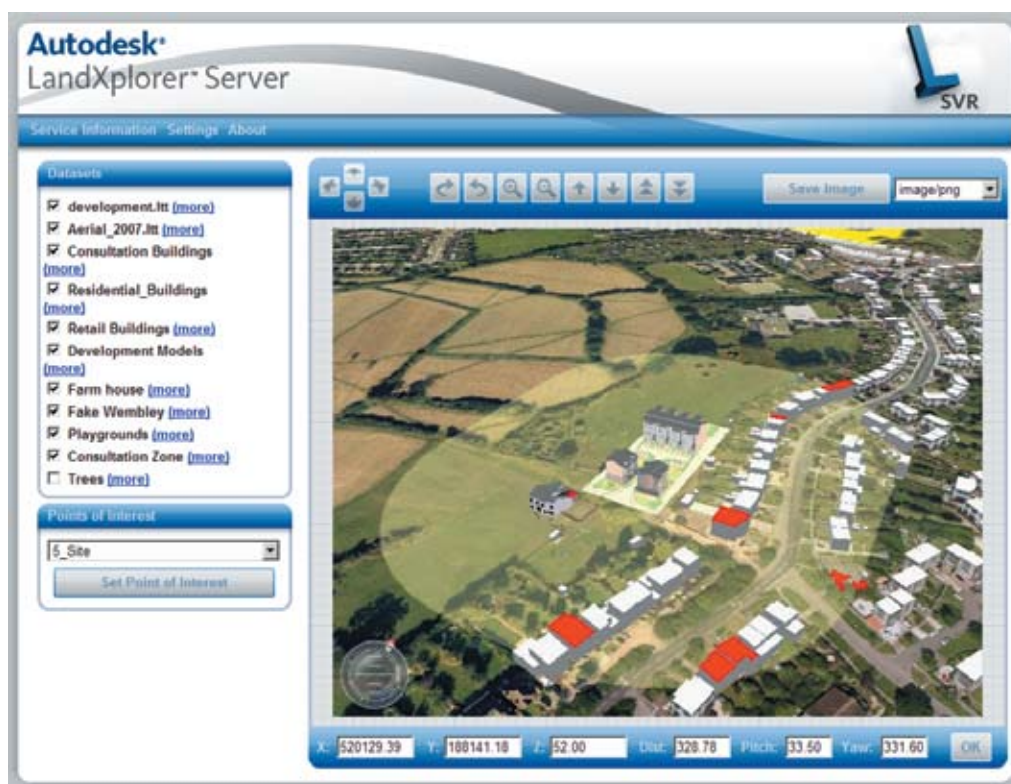 Autodesk®
LandXplorer™ Server
SVR
Service Information Settings About
Datasets
development.ltt (more)
Aerial_2007.ltt (more)
Consultation Buildings
(more)
Residential_Buildings
(more)
Retail Buildings (more)
Development Models
(more)
Farm house (more)
Fake Wembley (more)
Playgrounds (more)
Consultation Zone (more)
Trees (more)
Points of Interest
5_Site
Set Point of Interest
Save Image image/png
X: 520129.39 Y: 188141.18 Z: 52.00 Dist: 328.78 Pitch: 33.50 Yaw: 331.60 OK